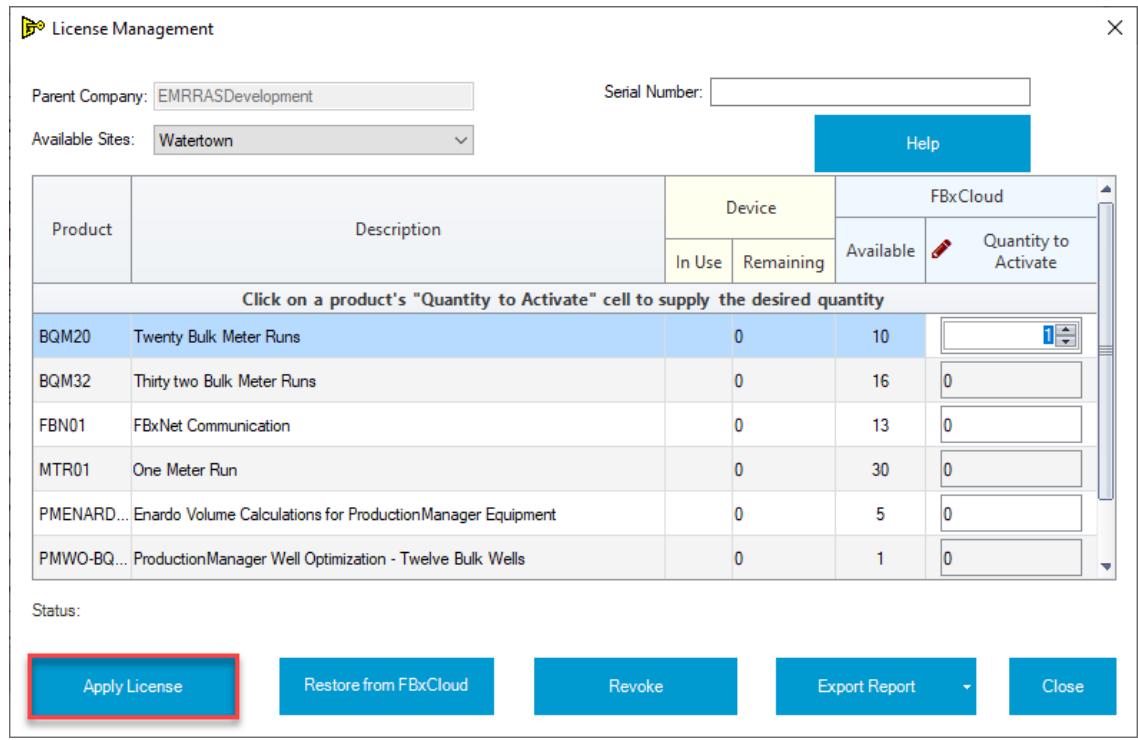 License Management
Parent Company: EMRRASDevelopment
Serial Number:
Available Sites: Watertown
Help
Product Description Device FBxCloud
In Use Remaining Available Quantity to Activate
Click on a product's "Quantity to Activate" cell to supply the desired quantity
BQM20 Twenty Bulk Meter Runs 0 10 1
BQM32 Thirty two Bulk Meter Runs 0 16 0
FBN01 FBxNet Communication 0 13 0
MTR01 One Meter Run 0 30 0
PMENARD... Enardo Volume Calculations for ProductionManager Equipment 0 5 0
PMWO-BQ... ProductionManager Well Optimization - Twelve Bulk Wells 0 1 0
Status:
Apply License Restore from FBxCloud Revoke Export Report Close